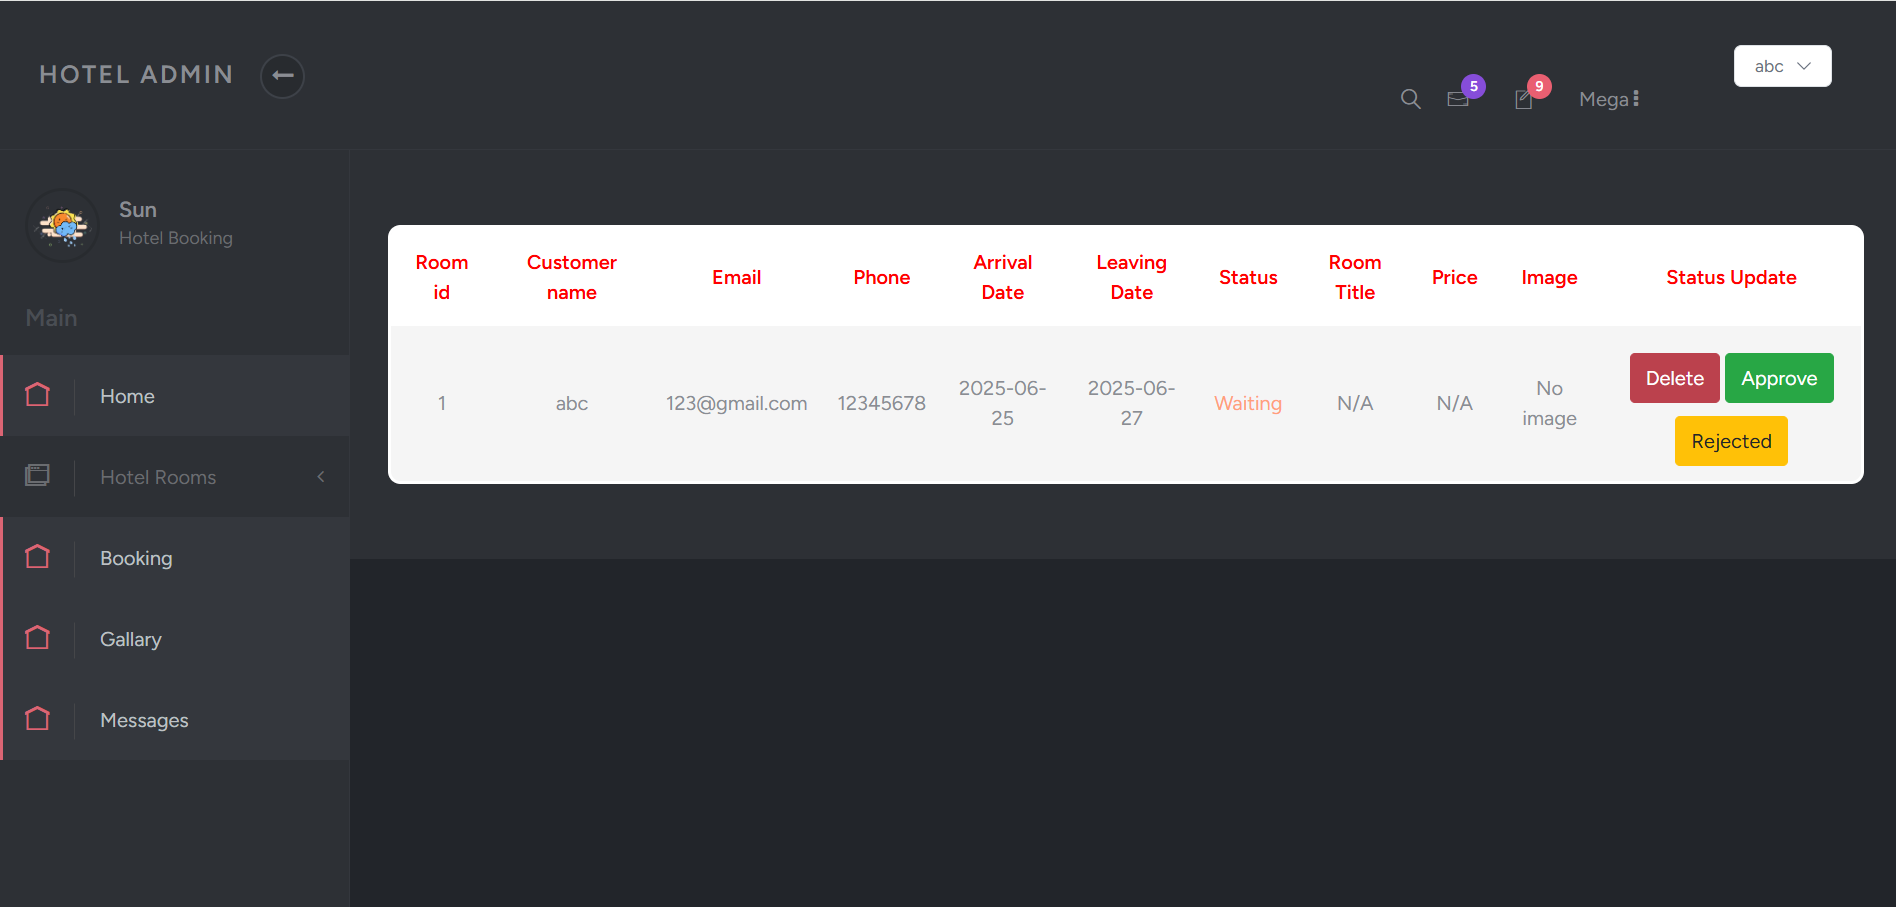 HOTEL ADMIN
abc
5
9
Mega
Sun
Hotel Booking
Main
Home
Hotel Rooms
Booking
Gallary
Messages
Room id
Customer name
Email
Phone
Arrival Date
Leaving Date
Status
Room Title
Price
Image
Status Update
1
abc
123@gmail.com
12345678
2025-06-25
2025-06-27
Waiting
N/A
N/A
No image
Delete
Approve
Rejected